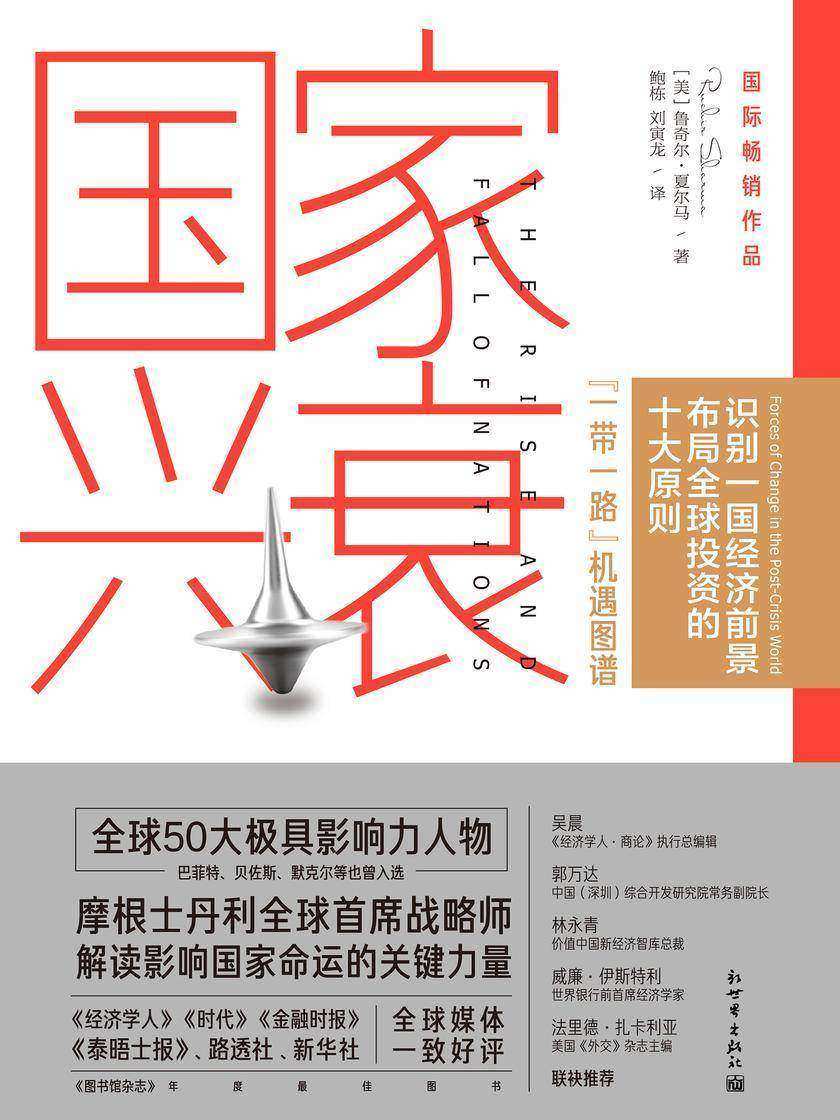 国家
兴衰
THE RISE AND
FALL OF NATIONS
国际畅销作品
Ruchir Sharma
[美]鲁奇尔·夏尔马/著
鲍栋 刘寅龙/译
Forces of Change in the Post-Crisis World
识别一国经济前景
布局全球投资的
十大原则
『一带一路』机遇图谱
全球50大极具影响力人物
巴菲特、贝佐斯、默克尔等也曾入选
摩根士丹利全球首席战略师
解读影响国家命运的关键力量
《经济学人》《时代》《金融时报》
《泰晤士报》、路透社、新华社
全球媒体
一致好评
《图书馆杂志》年度最佳图书
吴晨
《经济学人·商论》执行总编辑
郭万达
中国（深圳）综合开发研究院常务副院长
林永青
价值中国新经济智库总裁
威廉·伊斯特利
世界银行前首席经济学家
法里德·扎卡利亚
美国《外交》杂志主编
联袂推荐
新世界出版社